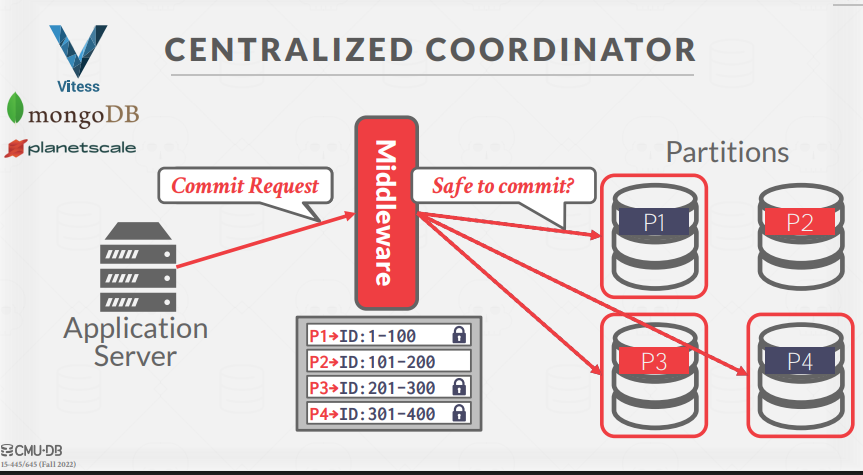 CENTRALIZED COORDINATOR
Vitess
mongoDB
planetscale
Partitions
Commit Request
Middleware
Safe to commit?
P1
P2
Application
Server
P1→ID:1-100
P2→ID:101-200
P3→ID:201-300
P4→ID:301-400
P3
P4
CMU·DB
15-445/645 (Fall 2022)